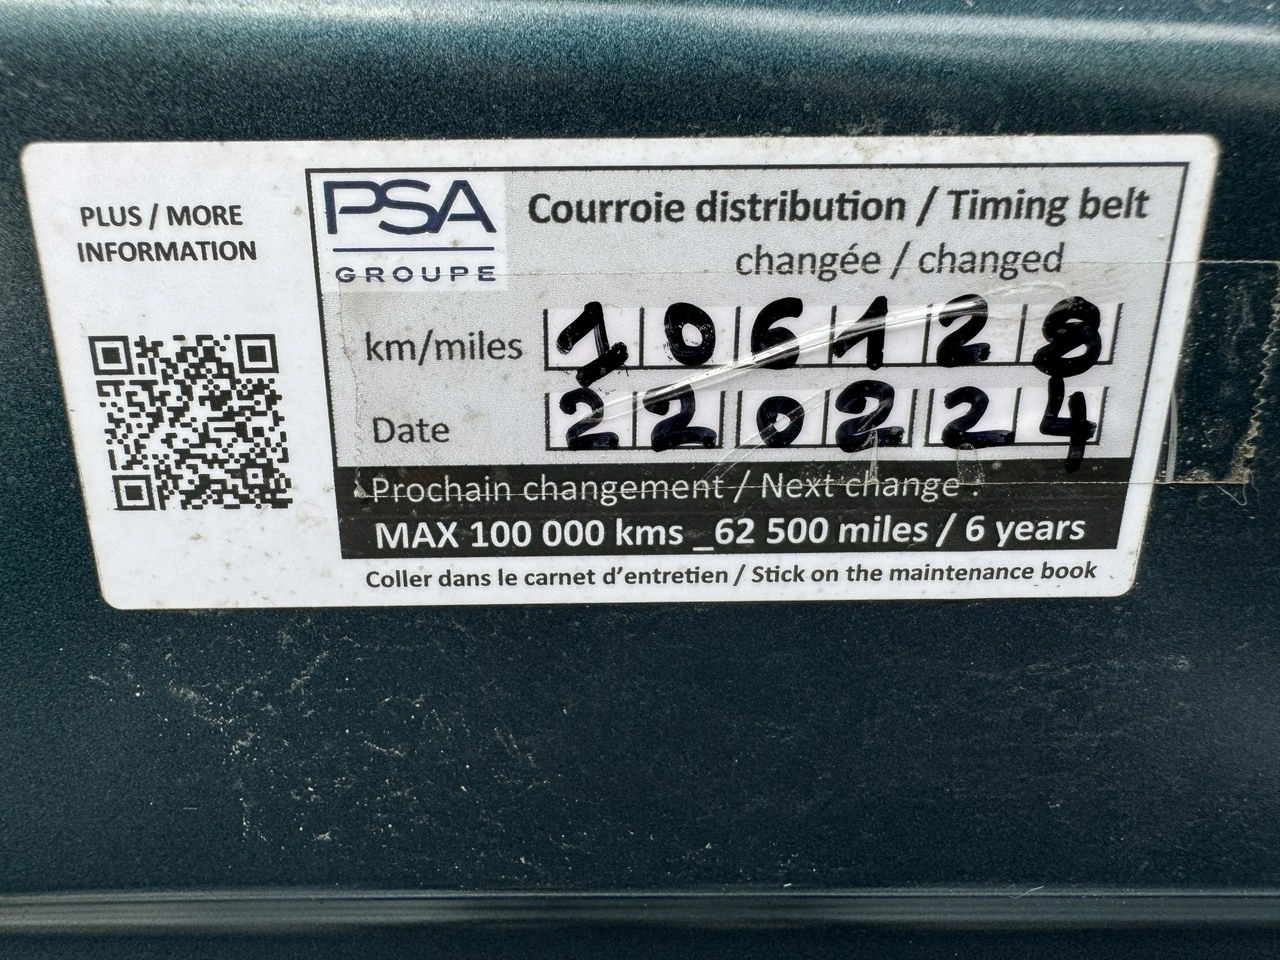 PLUS / MORE
INFORMATION
PSA
GROUPE
Courroie distribution / Timing belt
changée / changed
km/miles 106128
Date 220224
Prochain changement / Next change :
MAX 100 000 kms _62 500 miles / 6 years
Coller dans le carnet d'entretien / Stick on the maintenance book